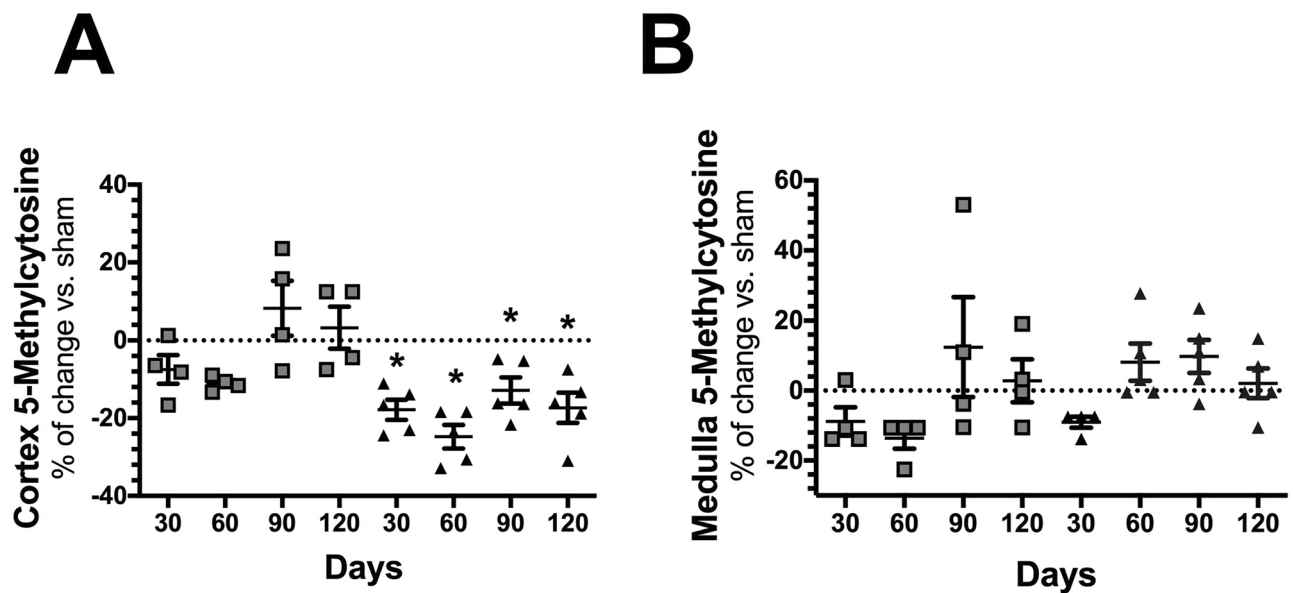 A
Cortex 5-Methylcytosine
% of change vs. sham
40
20
0
-20
-40
* * * *
30 60 90 120 30 60 90 120
Days
B
Medulla 5-Methylcytosine
% of change vs. sham
60
40
20
0
-20
30 60 90 120 30 60 90 120
Days